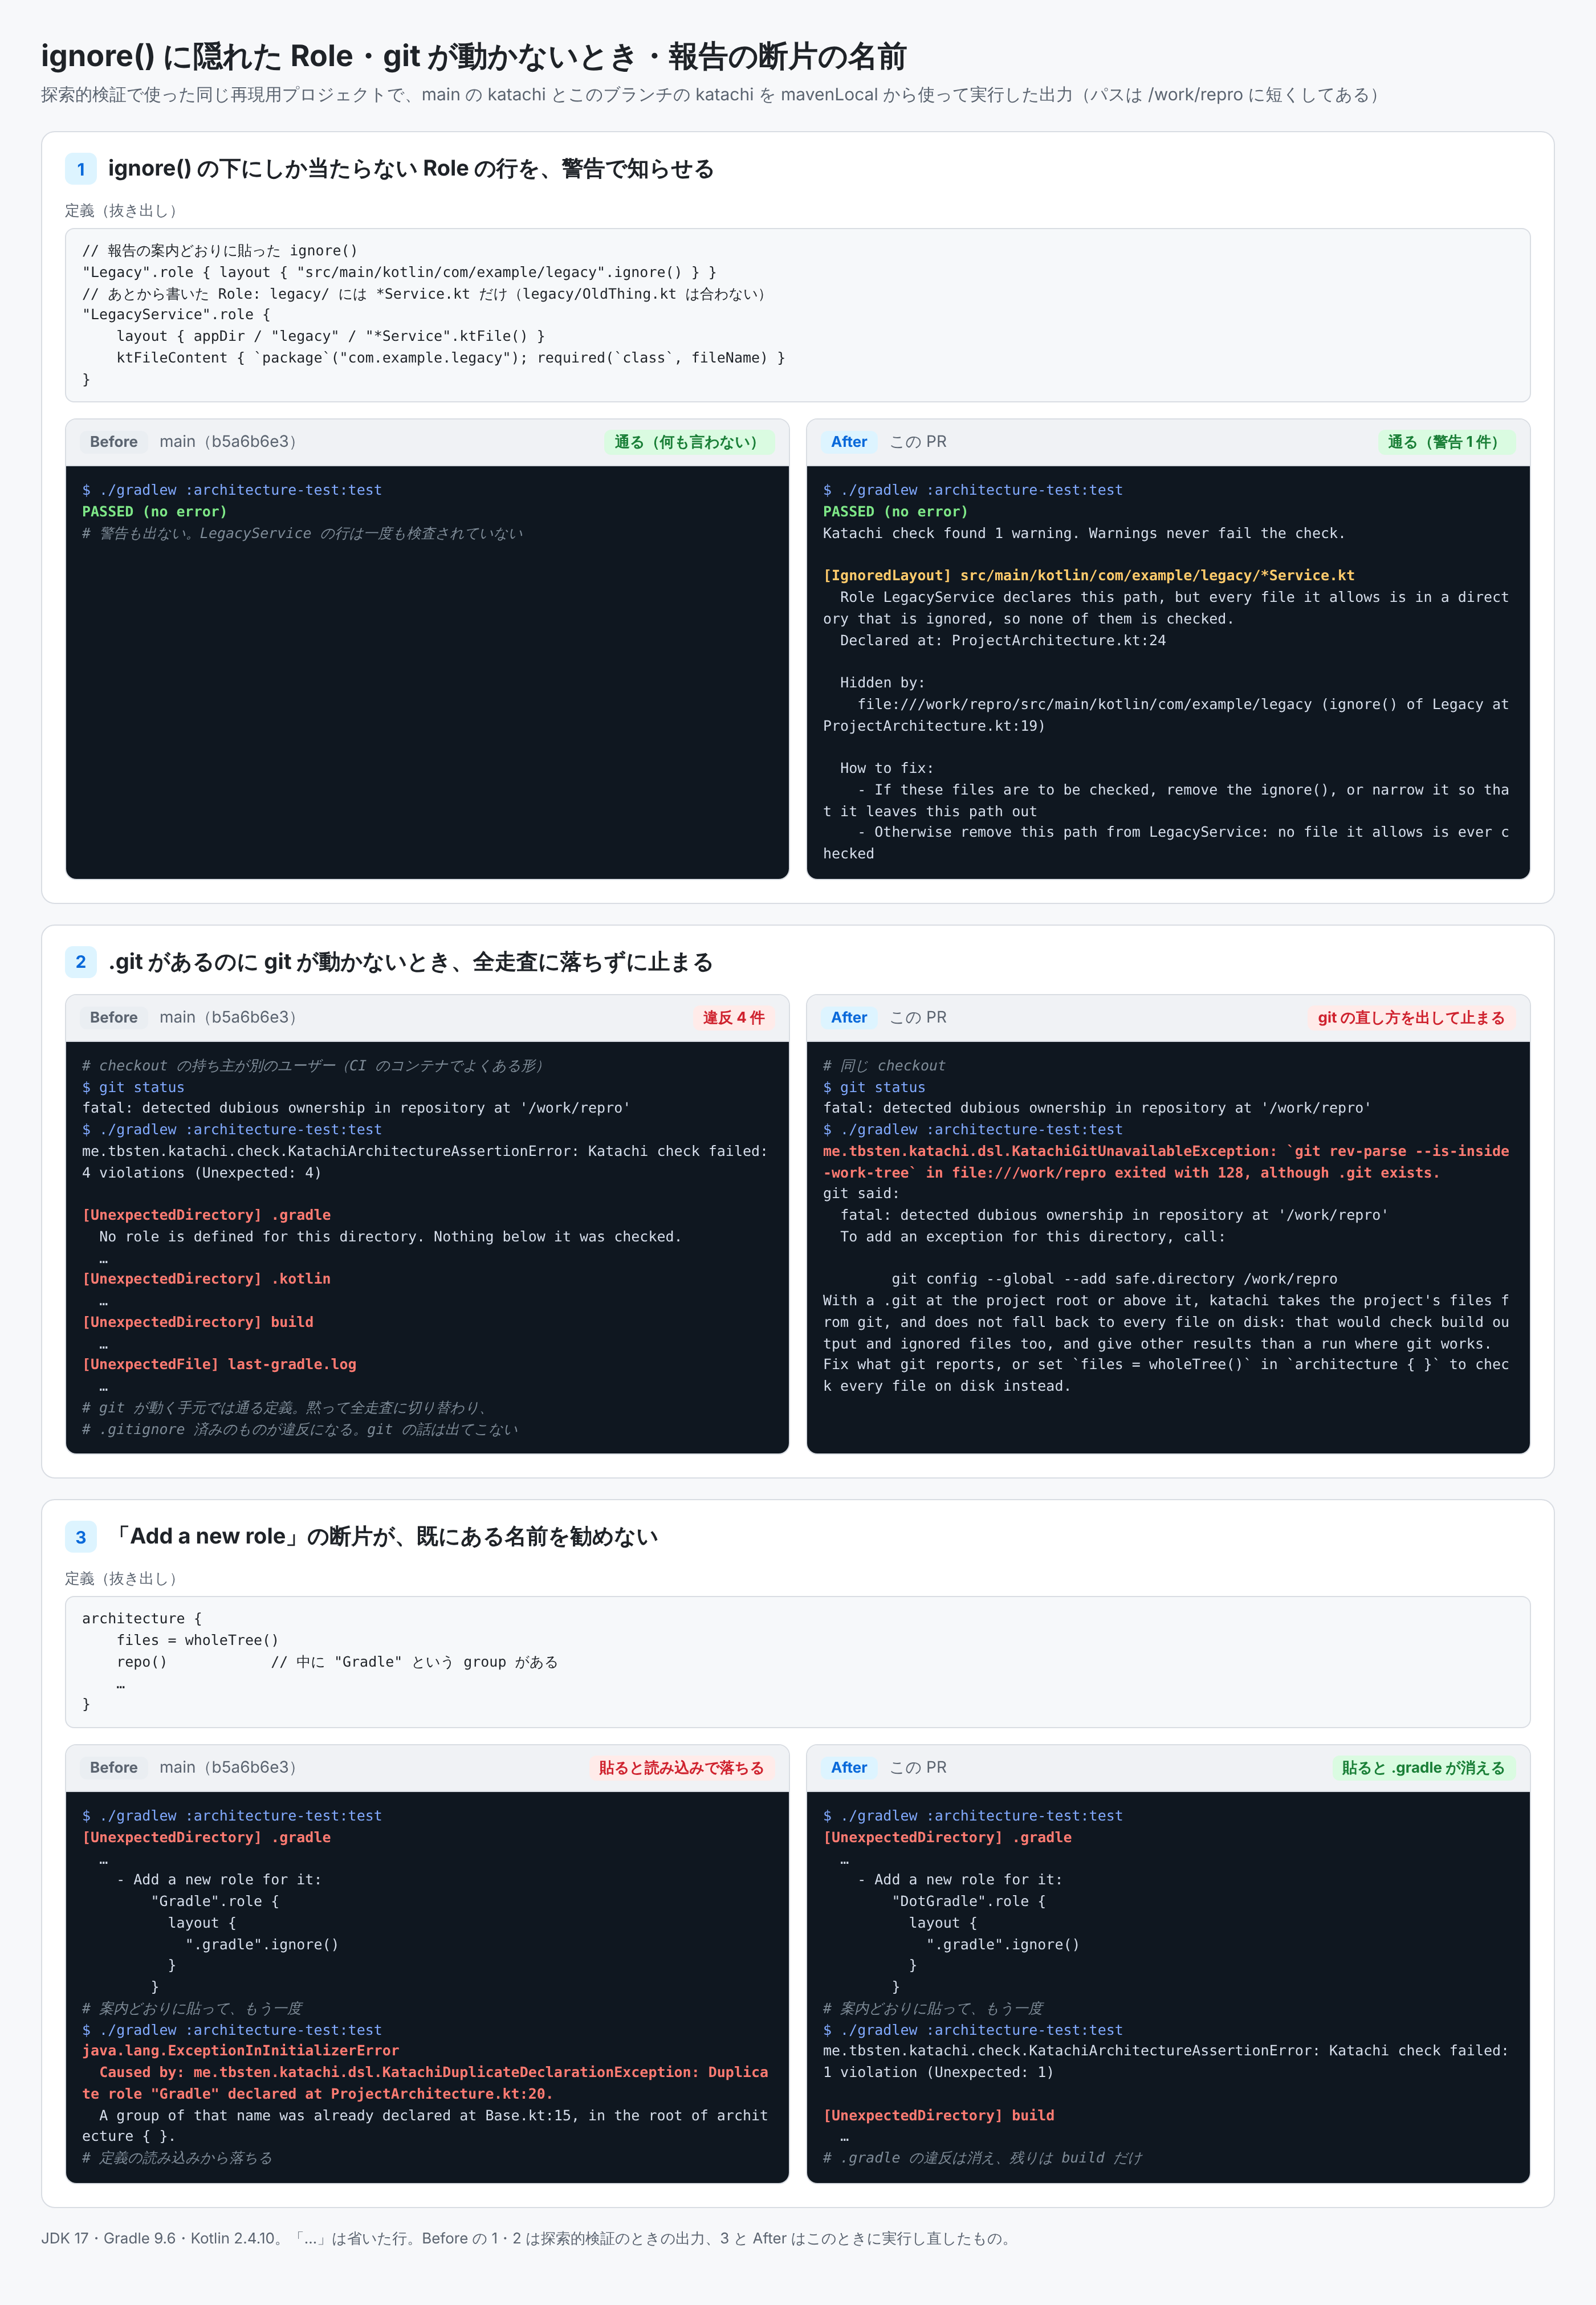 ignore() に隠れた Role・git が動かないとき・報告の断片の名前
探索的検証で使った同じ再現用プロジェクトで、main の katachi とこのブランチの katachi を mavenLocal から使って実行した出力（パスは /work/repro に短くしてある）
1 ignore() の下にしか当たらない Role の行を、警告で知らせる
定義（抜き出し）
// 報告の案内どおりに貼った ignore()
"Legacy".role { layout { "src/main/kotlin/com/example/legacy".ignore() } }
// あとから書いた Role: legacy/ には *Service.kt だけ（legacy/OldThing.kt は合わない）
"LegacyService".role {
    layout { appDir / "legacy" / "*Service".ktFile() }
    ktFileContent { `package`("com.example.legacy"); required(`class`, fileName) }
}
Before main（b5a6b6e3） 通る（何も言わない）
$ ./gradlew :architecture-test:test
PASSED (no error)
# 警告も出ない。LegacyService の行は一度も検査されていない
After この PR 通る（警告 1 件）
$ ./gradlew :architecture-test:test
PASSED (no error)
Katachi check found 1 warning. Warnings never fail the check.
[IgnoredLayout] src/main/kotlin/com/example/legacy/*Service.kt
  Role LegacyService declares this path, but every file it allows is in a direct
ory that is ignored, so none of them is checked.
  Declared at: ProjectArchitecture.kt:24
  Hidden by:
    file:///work/repro/src/main/kotlin/com/example/legacy (ignore() of Legacy at
ProjectArchitecture.kt:19)
  How to fix:
    - If these files are to be checked, remove the ignore(), or narrow it so tha
t it leaves this path out
    - Otherwise remove this path from LegacyService: no file it allows is ever c
hecked
2 .git があるのに git が動かないとき、全走査に落ちずに止まる
Before main（b5a6b6e3） 違反 4 件
# checkout の持ち主が別のユーザー（CI のコンテナでよくある形）
$ git status
fatal: detected dubious ownership in repository at '/work/repro'
$ ./gradlew :architecture-test:test
me.tbsten.katachi.check.KatachiArchitectureAssertionError: Katachi check failed:
4 violations (Unexpected: 4)
[UnexpectedDirectory] .gradle
  No role is defined for this directory. Nothing below it was checked.
  …
[UnexpectedDirectory] .kotlin
  …
[UnexpectedDirectory] build
  …
[UnexpectedFile] last-gradle.log
  …
# git が動く手元では通る定義。黙って全走査に切り替わり、
# .gitignore 済みのものが違反になる。git の話は出てこない
After この PR git の直し方を出して止まる
# 同じ checkout
$ git status
fatal: detected dubious ownership in repository at '/work/repro'
$ ./gradlew :architecture-test:test
me.tbsten.katachi.dsl.KatachiGitUnavailableException: `git rev-parse --is-inside
-work-tree` in file:///work/repro exited with 128, although .git exists.
git said:
  fatal: detected dubious ownership in repository at '/work/repro'
  To add an exception for this directory, call:
        git config --global --add safe.directory /work/repro
With a .git at the project root or above it, katachi takes the project's files f
rom git, and does not fall back to every file on disk: that would check build ou
tput and ignored files too, and give other results than a run where git works.
Fix what git reports, or set `files = wholeTree()` in `architecture { }` to chec
k every file on disk instead.
3 「Add a new role」の断片が、既にある名前を勧めない
定義（抜き出し）
architecture {
    files = wholeTree()
    repo()            // 中に "Gradle" という group がある
    …
}
Before main（b5a6b6e3） 貼ると読み込みで落ちる
$ ./gradlew :architecture-test:test
[UnexpectedDirectory] .gradle
  …
    - Add a new role for it:
        "Gradle".role {
          layout {
            ".gradle".ignore()
          }
        }
# 案内どおりに貼って、もう一度
$ ./gradlew :architecture-test:test
java.lang.ExceptionInInitializerError
  Caused by: me.tbsten.katachi.dsl.KatachiDuplicateDeclarationException: Duplica
te role "Gradle" declared at ProjectArchitecture.kt:20.
  A group of that name was already declared at Base.kt:15, in the root of archit
ecture { }.
# 定義の読み込みから落ちる
After この PR 貼ると .gradle が消える
$ ./gradlew :architecture-test:test
[UnexpectedDirectory] .gradle
  …
    - Add a new role for it:
        "DotGradle".role {
          layout {
            ".gradle".ignore()
          }
        }
# 案内どおりに貼って、もう一度
$ ./gradlew :architecture-test:test
me.tbsten.katachi.check.KatachiArchitectureAssertionError: Katachi check failed:
1 violation (Unexpected: 1)
[UnexpectedDirectory] build
  …
# .gradle の違反は消え、残りは build だけ
JDK 17・Gradle 9.6・Kotlin 2.4.10。「…」は省いた行。Before の 1・2 は探索的検証のときの出力、3 と After はこのときに実行し直したもの。